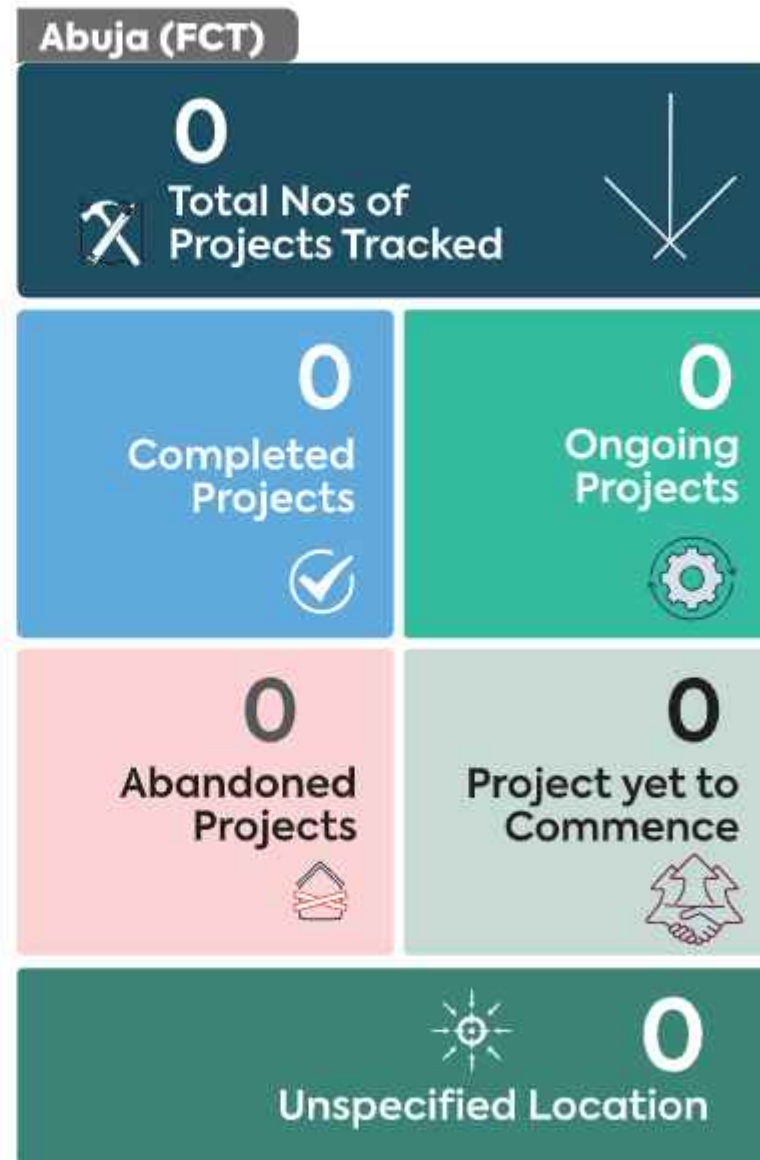 Abuja (FCT)
0
Total Nos of
Projects Tracked
0
Completed
Projects
0
Ongoing
Projects
0
Abandoned
Projects
0
Project yet to
Commence
0
Unspecified Location